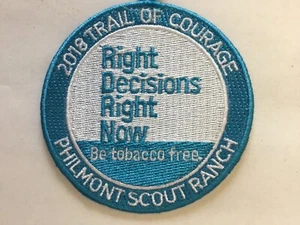 2018 TRAIL OF COURAGE
Right
Decisions
Right
Now
Be tobacco free
PHILMONT SCOUT RANCH